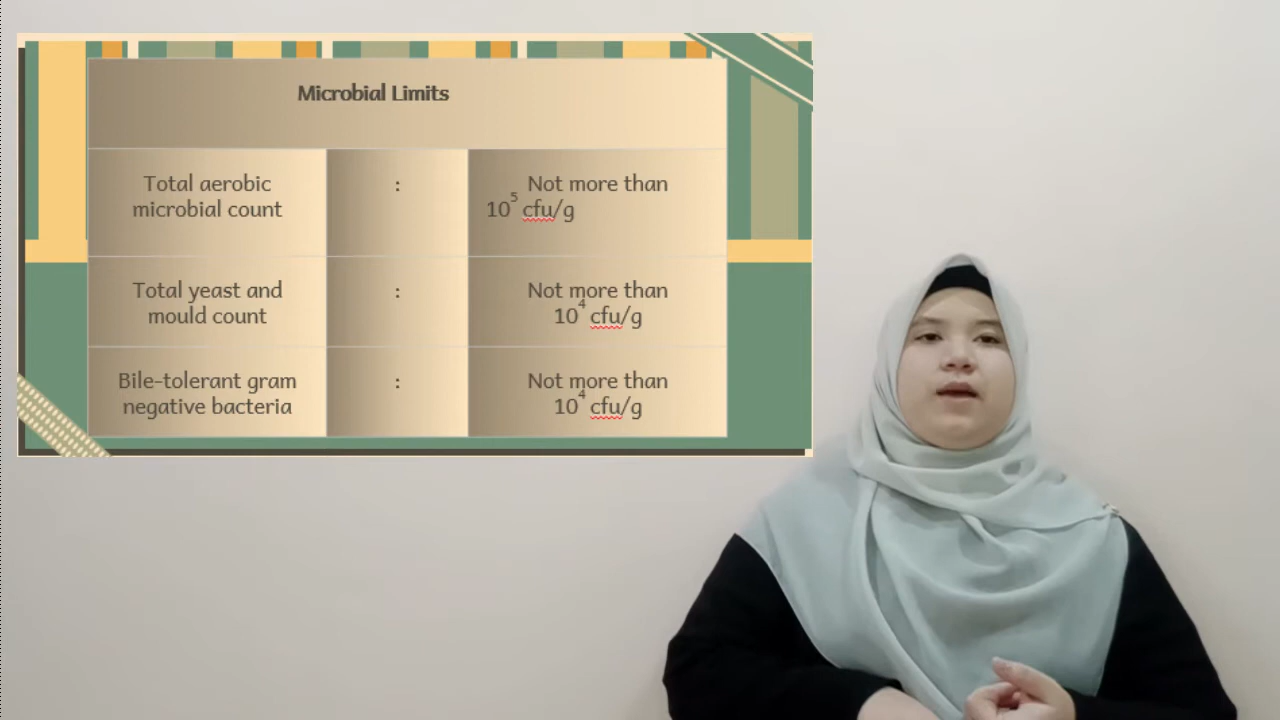 Microbial Limits
Total aerobic
microbial count
:
Not more than
10⁵ cfu/g
Total yeast and
mould count
:
Not more than
10⁴ cfu/g
Bile-tolerant gram
negative bacteria
:
Not more than
10⁴ cfu/g